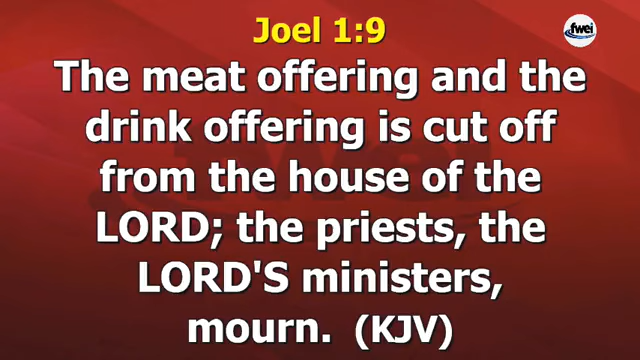 Joel 1:9
fwei
The meat offering and the
drink offering is cut off
from the house of the
LORD; the priests, the
LORD'S ministers,
mourn. (KJV)